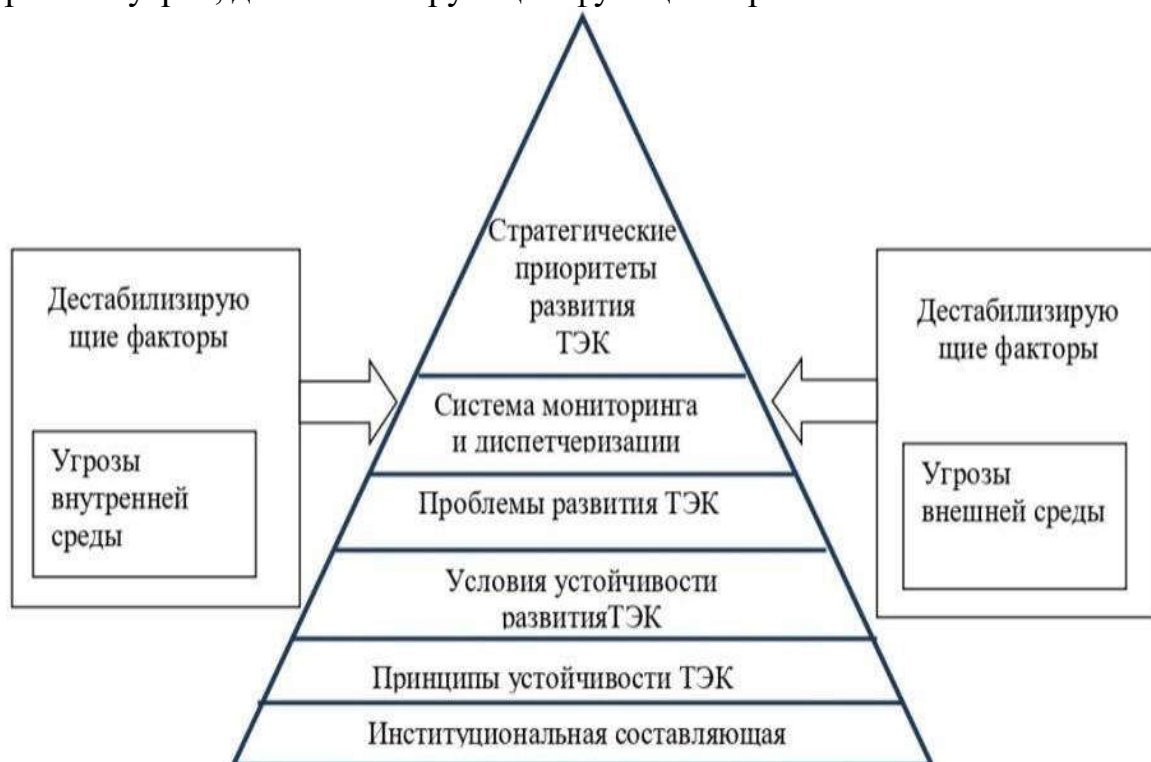 Стратегические
приоритеты
развития
ТЭК
Дестабилизирую
щие факторы
Угрозы
внутренней
среды
Система мониторинга
и диспетчеризации
Проблемы развития ТЭК
Условия устойчивости
развитияТЭК
Принципы устойчивости ТЭК
Институциональная составляющая
Дестабилизирую
щие факторы
Угрозы
внешней среды